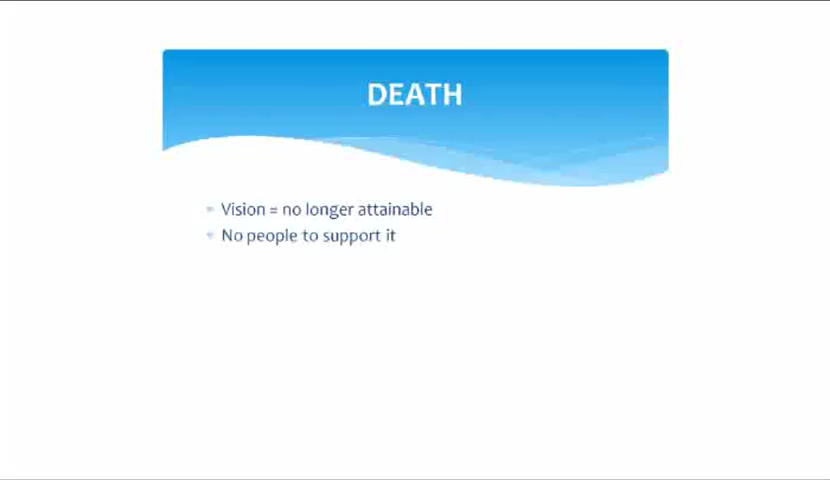 DEATH
Vision = no longer attainable
No people to support it